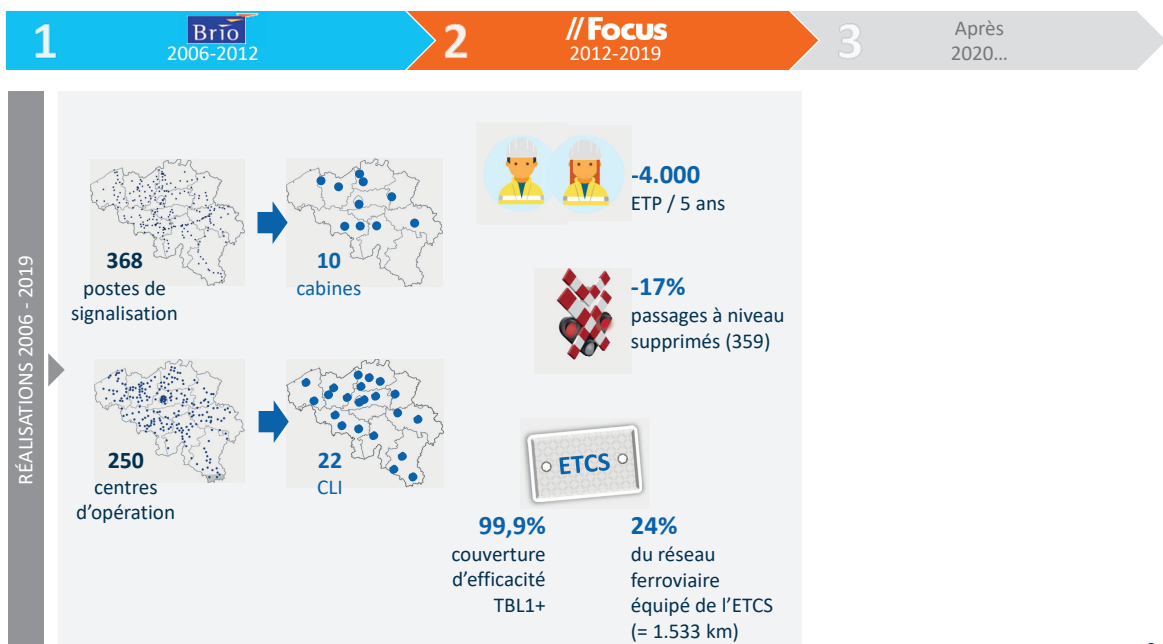 1
Brio
2006-2012
2
// Focus
2012-2019
3
Après
2020...
RÉALISATIONS 2006 - 2019
368
postes de
signalisation
10
cabines
-4.000
ETP / 5 ans
-17%
passages à niveau
supprimés (359)
250
centres
d’opération
22
CLI
ETCS
99,9%
couverture
d’efficacité
TBL1+
24%
du réseau
ferroviaire
équipé de l’ETCS
(= 1.533 km)